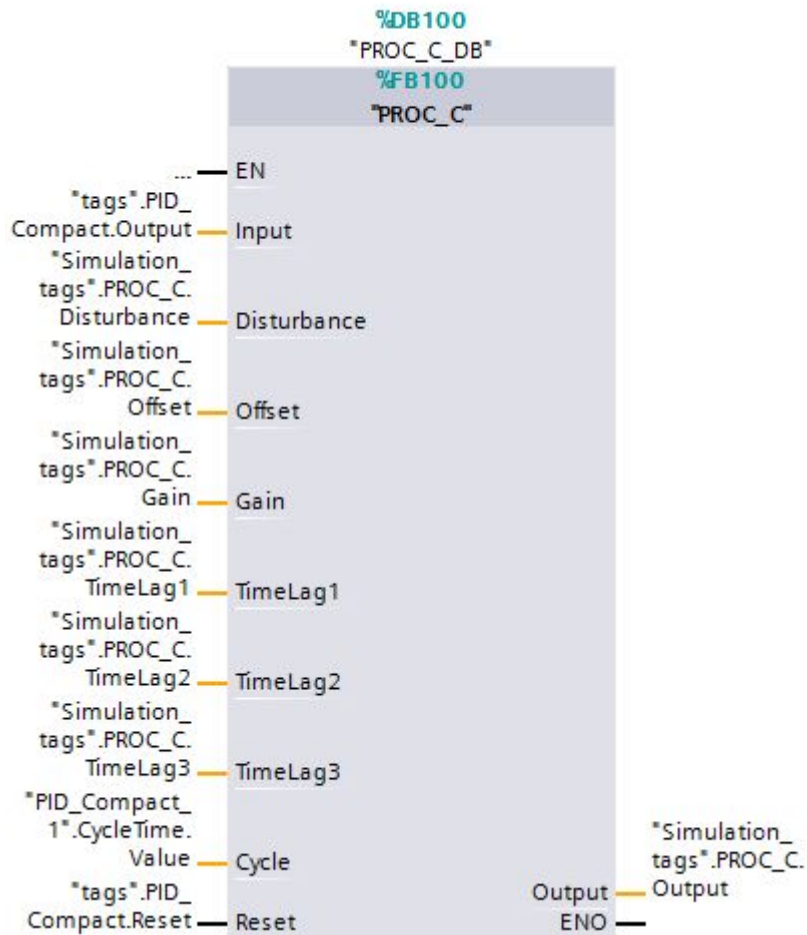 %DB100
"PROC_C_DB"
%FB100
"PROC_C"
... EN
"tags".PID_
Compact.Output Input
"Simulation_
tags".PROC_C.
Disturbance Disturbance
"Simulation_
tags".PROC_C.
Offset Offset
"Simulation_
tags".PROC_C.
Gain Gain
"Simulation_
tags".PROC_C.
TimeLag1 TimeLag1
"Simulation_
tags".PROC_C.
TimeLag2 TimeLag2
"Simulation_
tags".PROC_C.
TimeLag3 TimeLag3
"PID_Compact_
1".CycleTime.
Value Cycle
"tags".PID_
Compact.Reset Reset
"Simulation_
tags".PROC_C.
Output Output
ENO